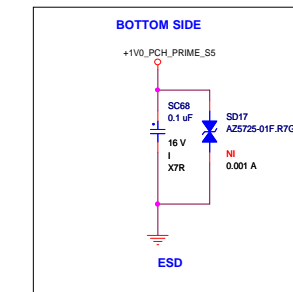 BOTTOM SIDE
+1V0_PCH_PRIME_S5
SC68
0.1 uF
16 V
I
X7R
SD17
AZ5725-01F.R7G
NI
0.001 A
ESD